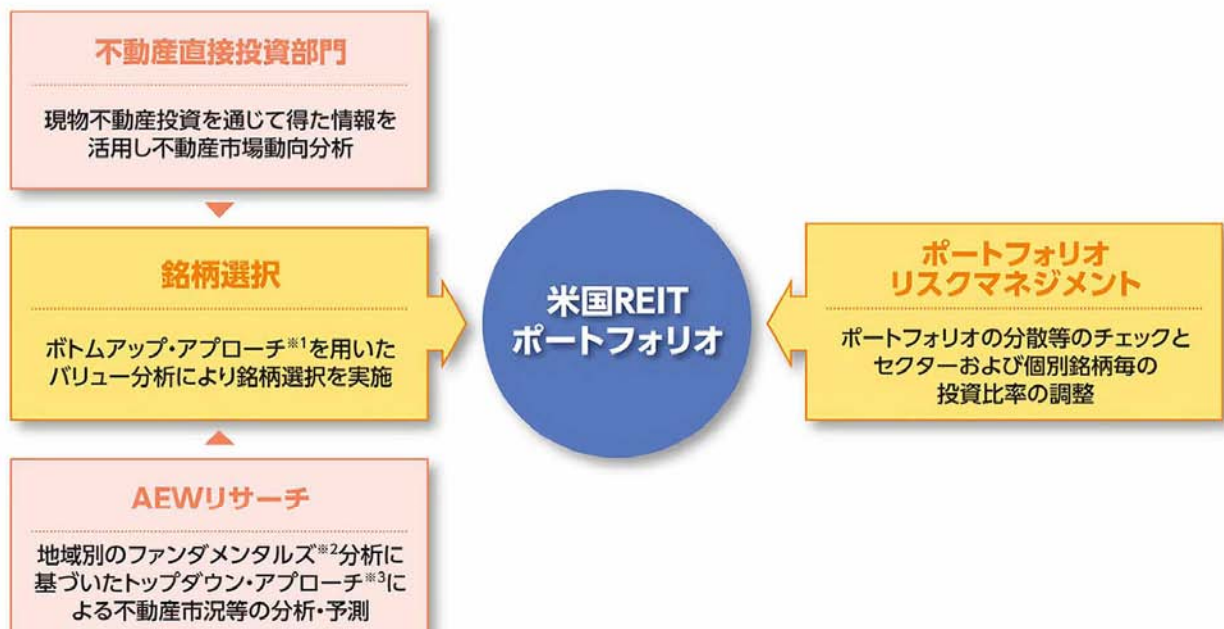 不動産直接投資部門
現物不動産投資を通じて得た情報を
活用し不動産市場動向分析
銘柄選択
ボトムアップ・アプローチ※1を用いた
バリュー分析により銘柄選択を実施
AEWリサーチ
地域別のファンダメンタルズ※2分析に
基づいたトップダウン・アプローチ※3に
よる不動産市況等の分析・予測
米国REIT
ポートフォリオ
ポートフォリオ
リスクマネジメント
ポートフォリオの分散等のチェックと
セクターおよび個別銘柄毎の
投資比率の調整